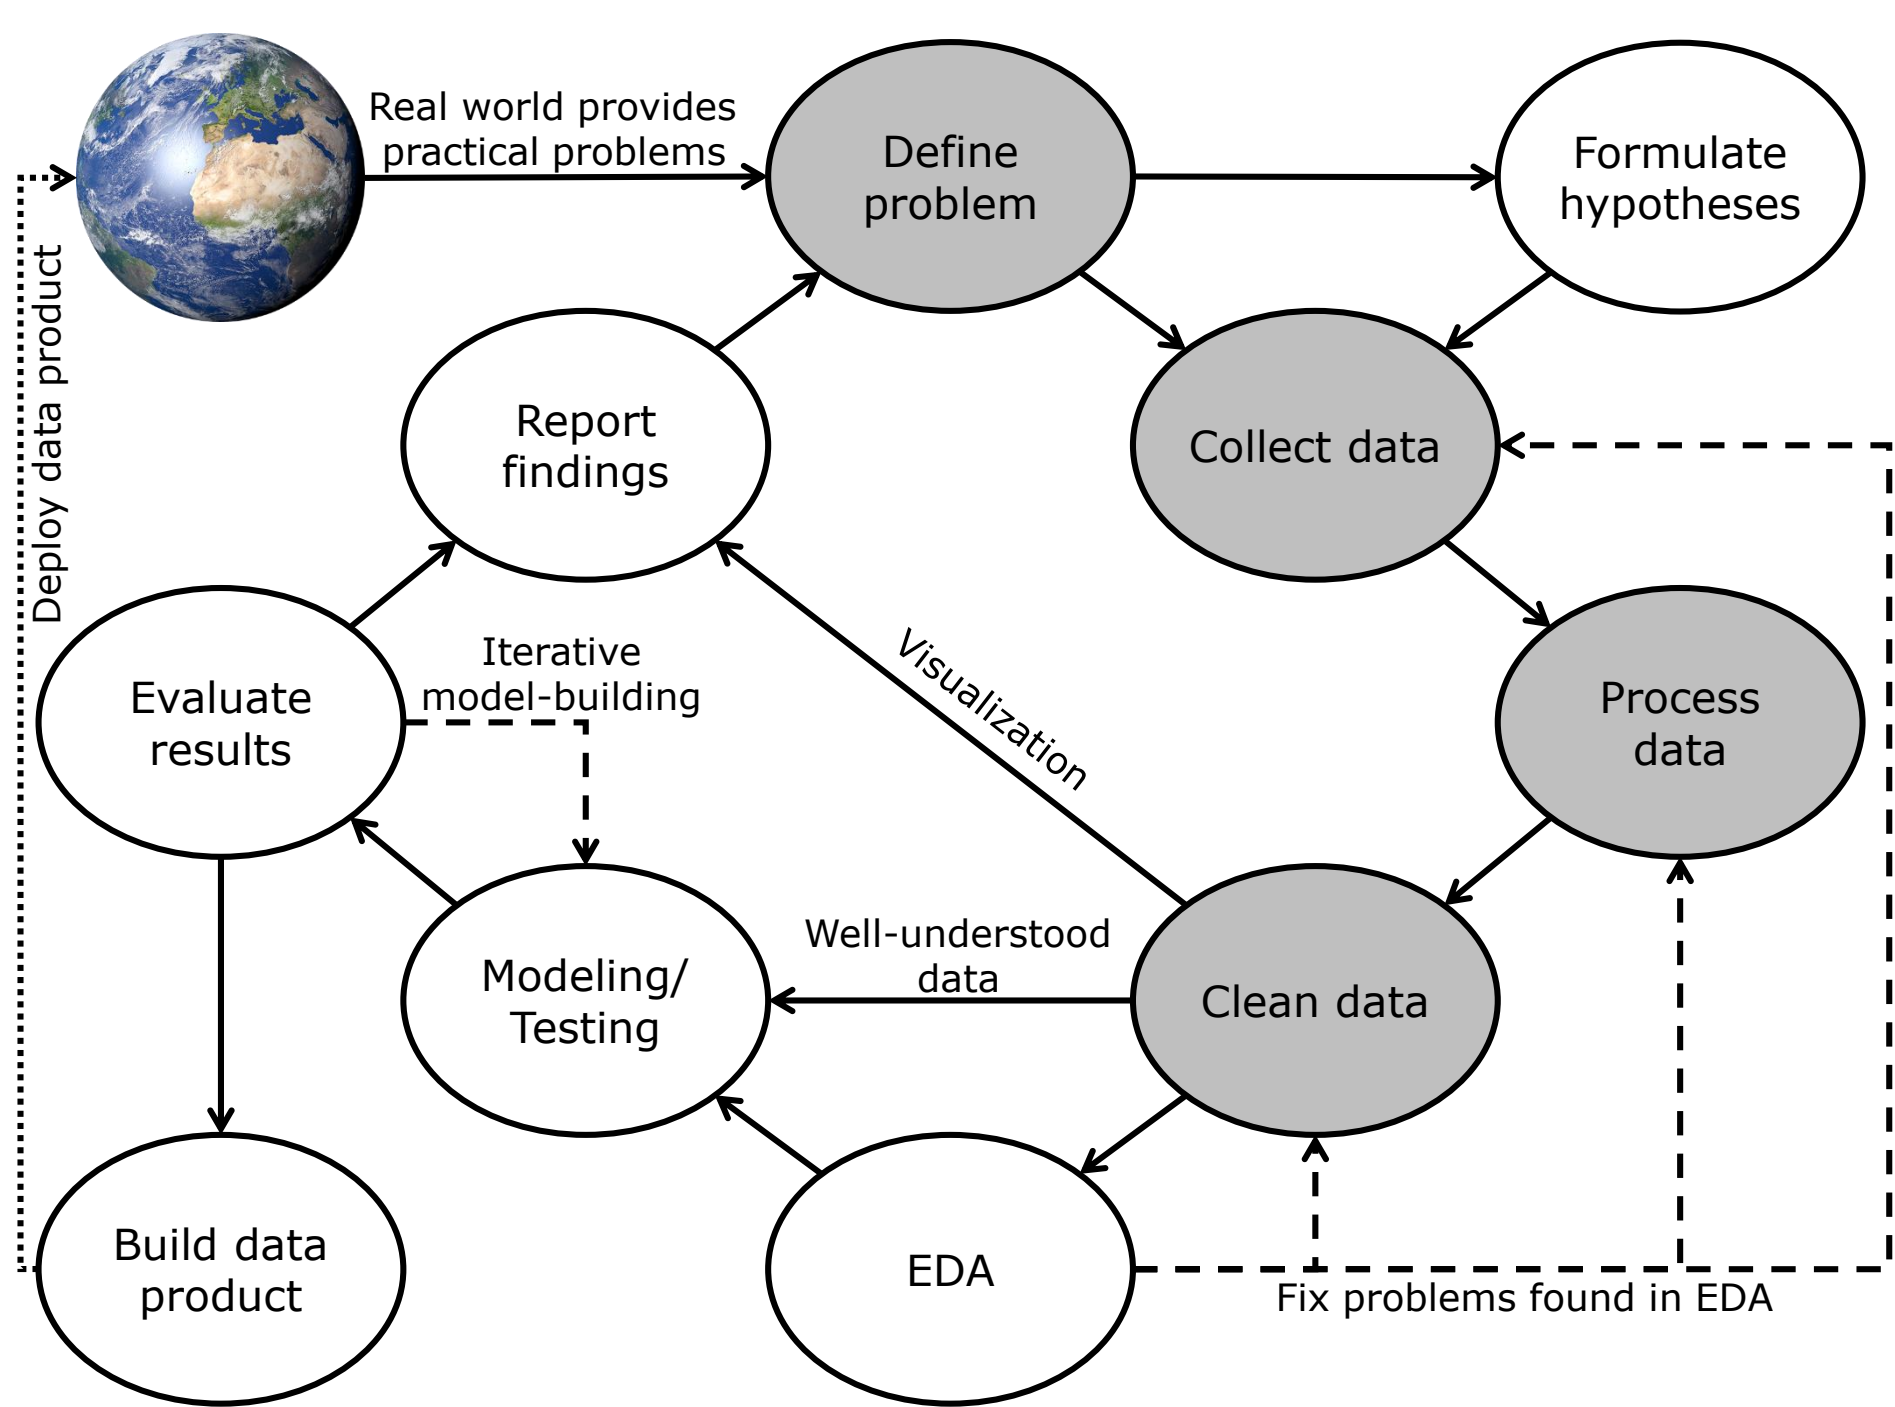 Real world provides
practical problems
Define
problem
Formulate
hypotheses
Deploy data product
Report
findings
Collect data
Evaluate
results
Iterative
model-building
Visualization
Process
data
Modeling/
Testing
Well-understood
data
Clean data
Build data
product
EDA
Fix problems found in EDA